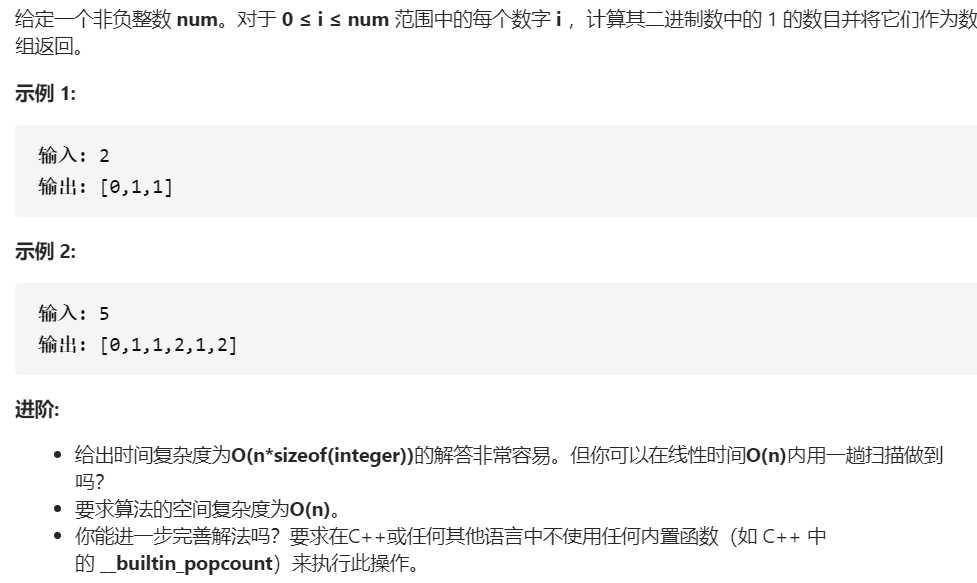 给定一个非负整数 num。对于 0 ≤ i ≤ num 范围中的每个数字 i ，计算其二进制数中的 1 的数目并将它们作为数
组返回。
示例 1:
输入: 2
输出: [0,1,1]
示例 2:
输入: 5
输出: [0,1,1,2,1,2]
进阶:
• 给出时间复杂度为O(n*sizeof(integer))的解答非常容易。但你可以在线性时间O(n)内用一趟扫描做到
吗？
• 要求算法的空间复杂度为O(n)。
• 你能进一步完善解法吗？要求在C++或任何其他语言中不使用任何内置函数（如 C++ 中
的 __builtin_popcount）来执行此操作。